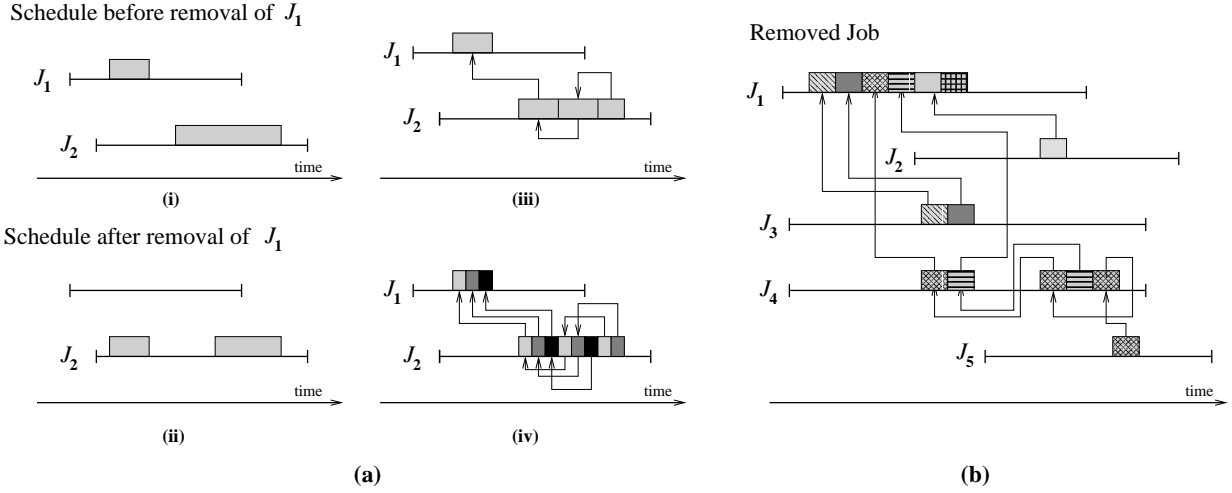 Schedule before removal of J1
J1
J2
time
(i)
Schedule after removal of J1
J2
time
(ii)
J1
J2
time
(iii)
J1
J2
time
(iv)
(a)
Removed Job
J1
J2
J3
J4
J5
time
(b)